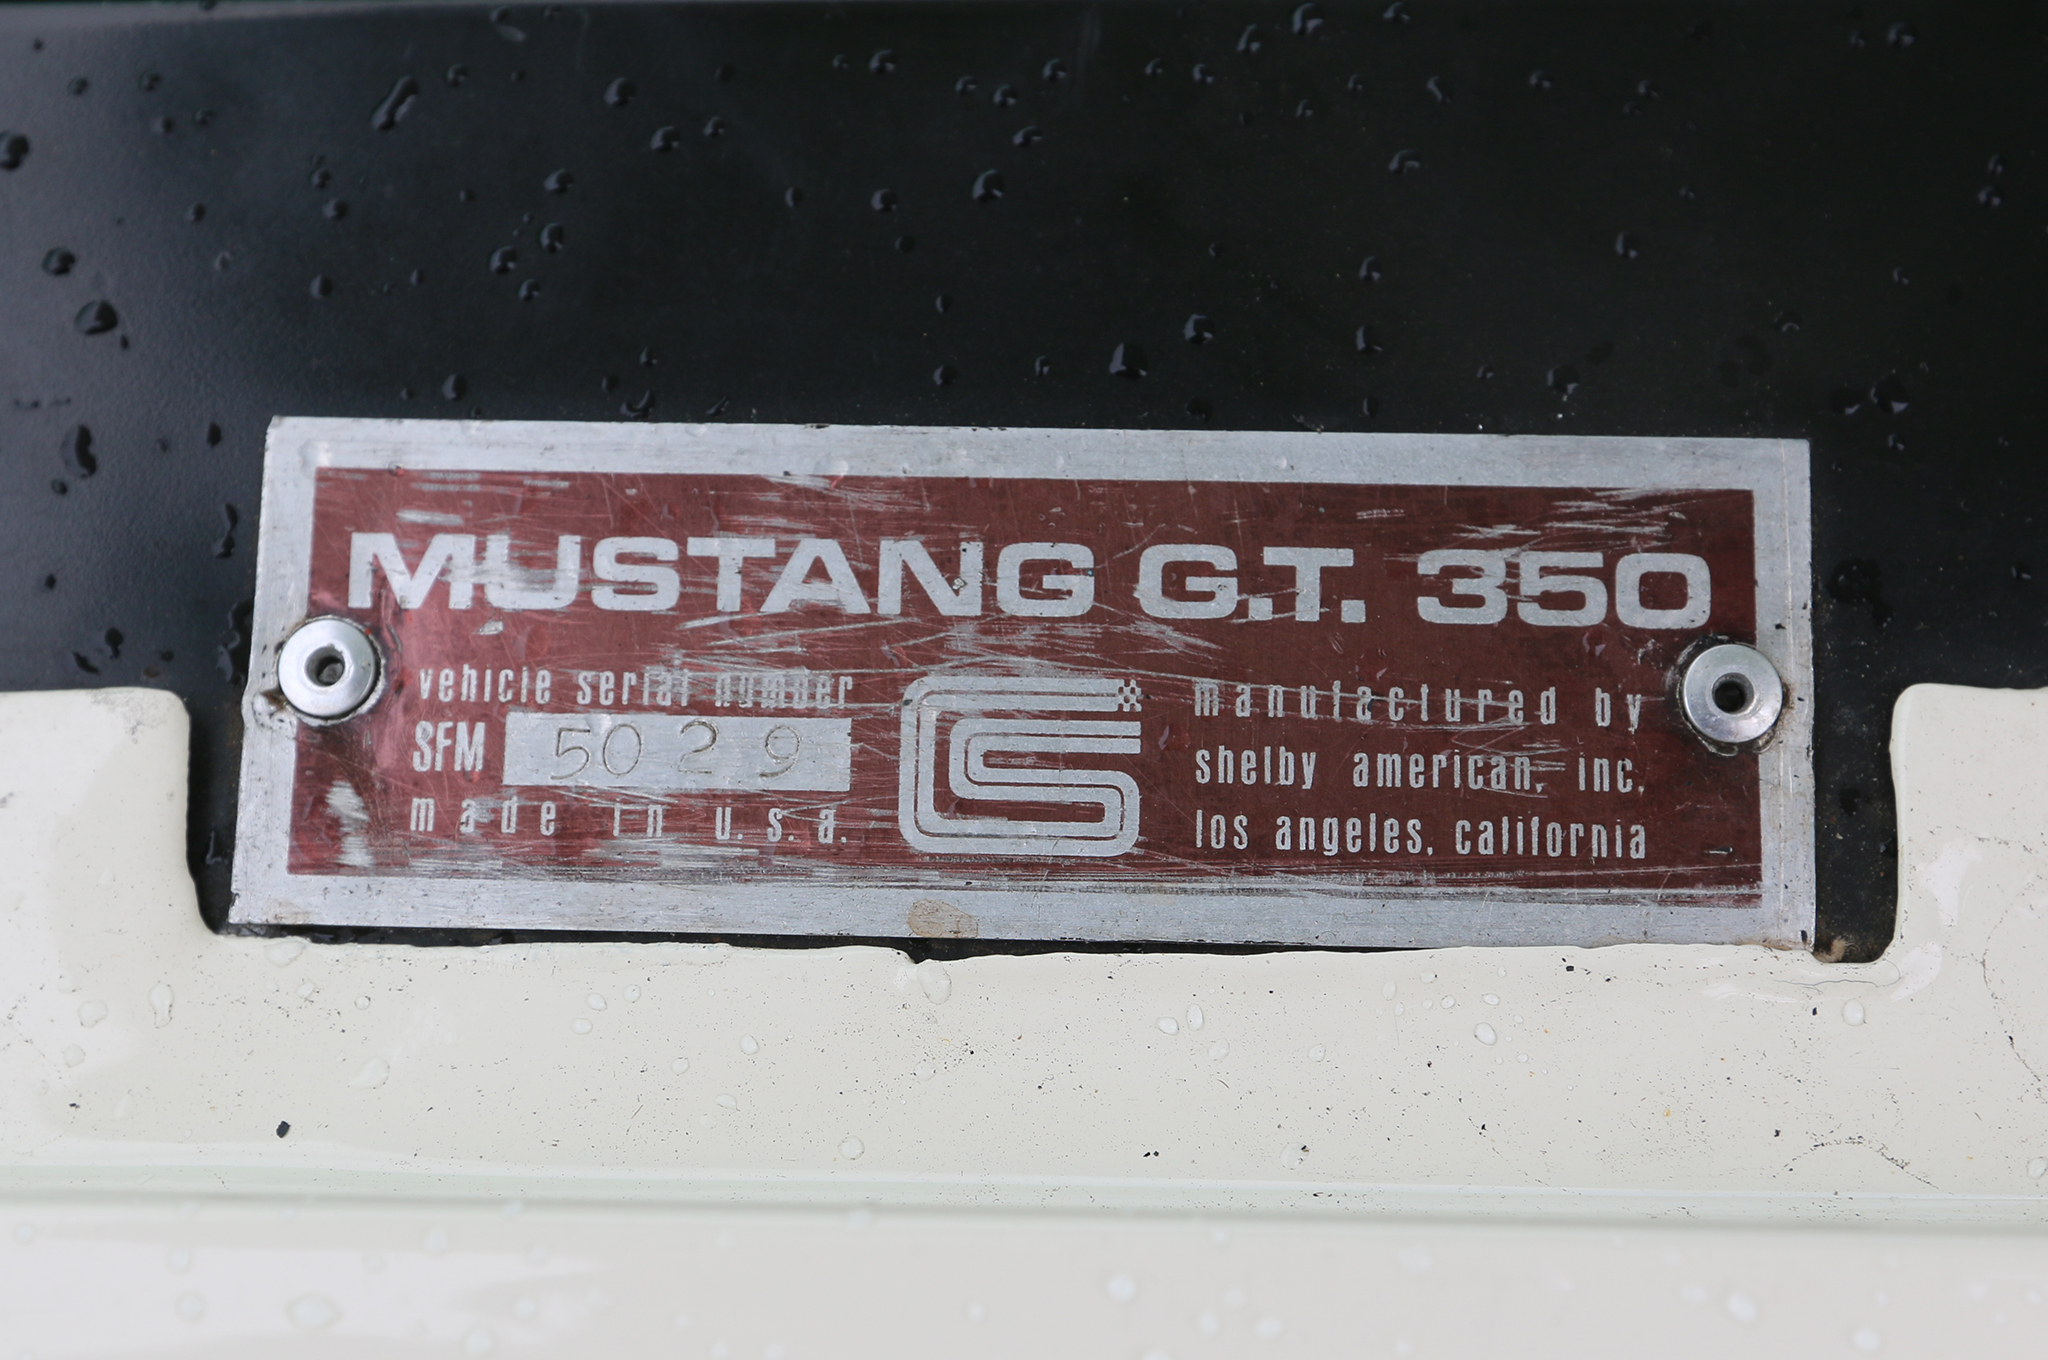 MUSTANG G.T. 350
vehicle serial number
SFM 5029
made in u.s.a.
manufactured by
shelby american, inc.
los angeles, california